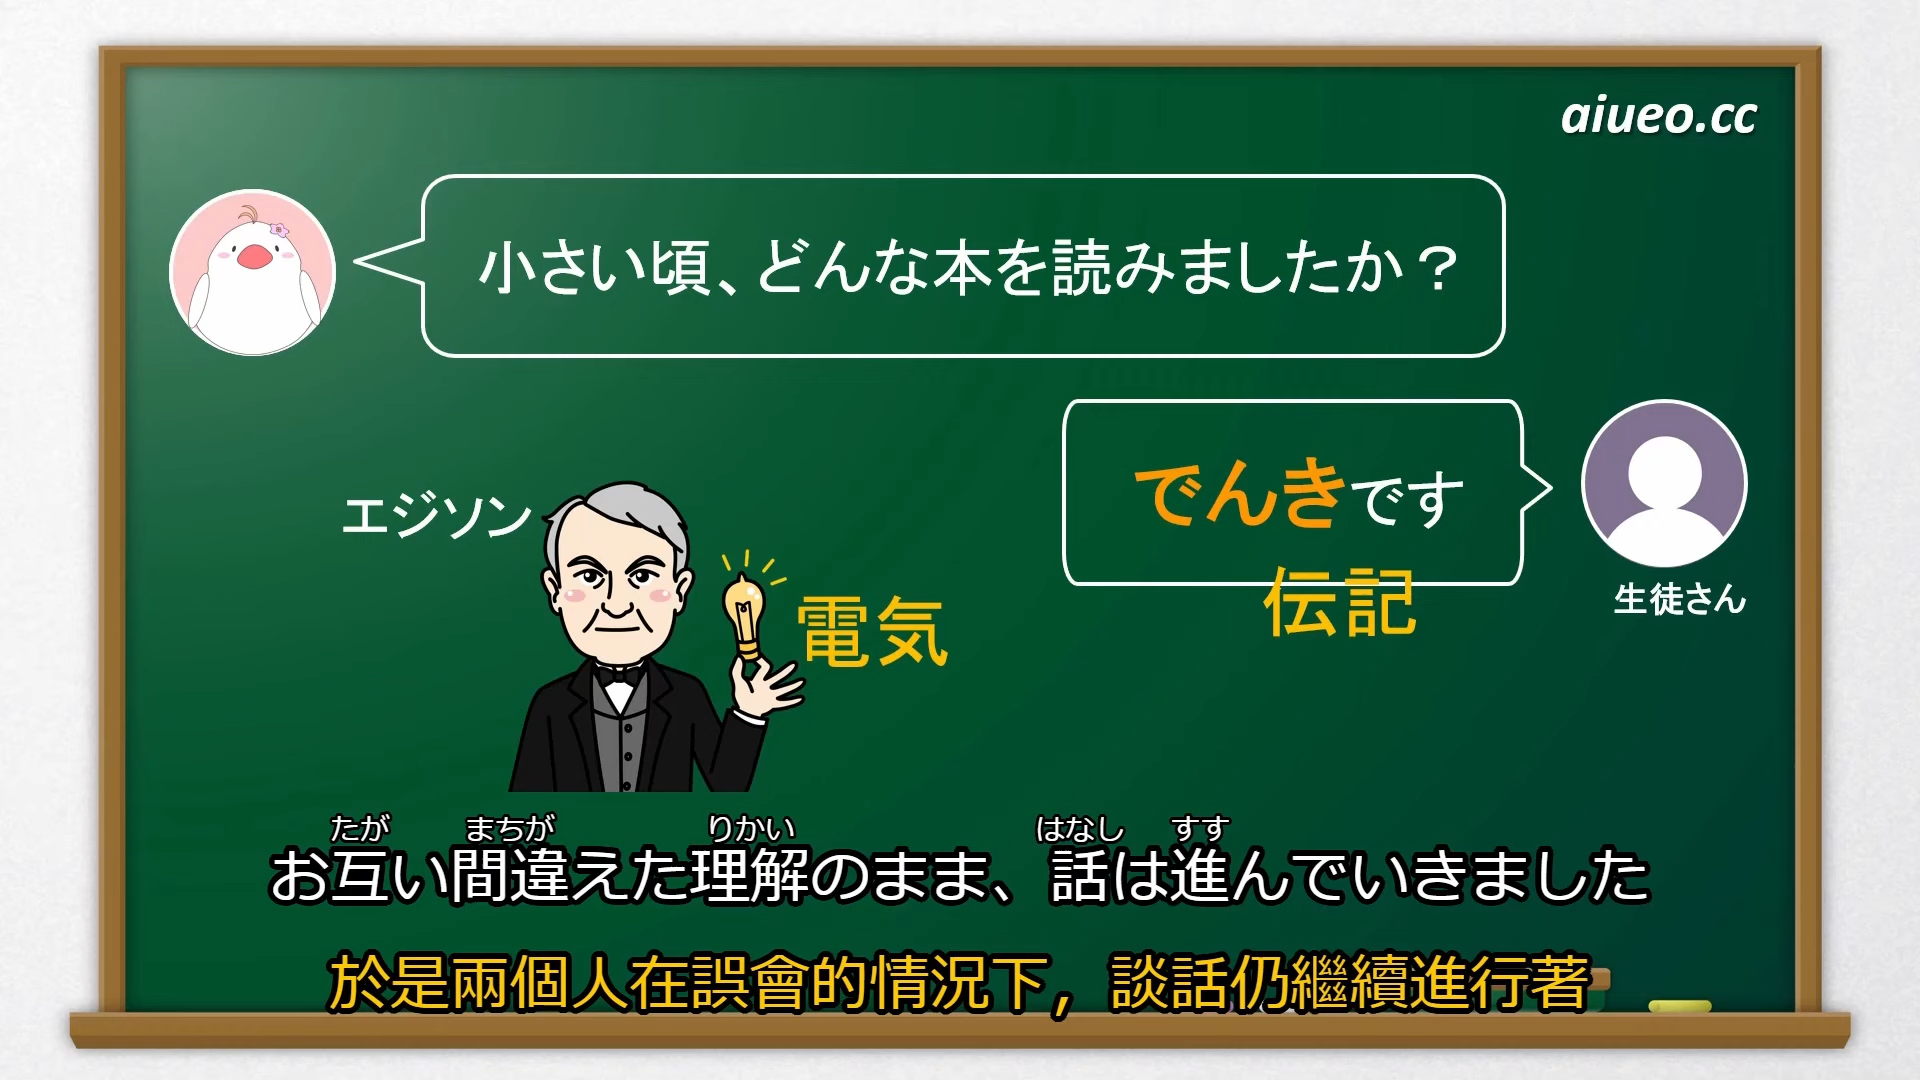 aiueo.cc
小さい頃、どんな本を読みましたか？
でんきです
伝記
生徒さん
エジソン
電気
たが まちが りかい はなし すす
お互い間違えた理解のまま、話は進んでいきました
於是兩個人在誤會的情況下，談話仍繼續進行著